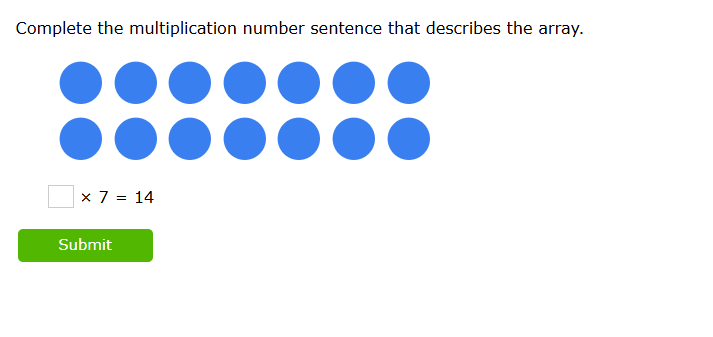 Complete the multiplication number sentence that describes the array.
× 7 = 14
Submit